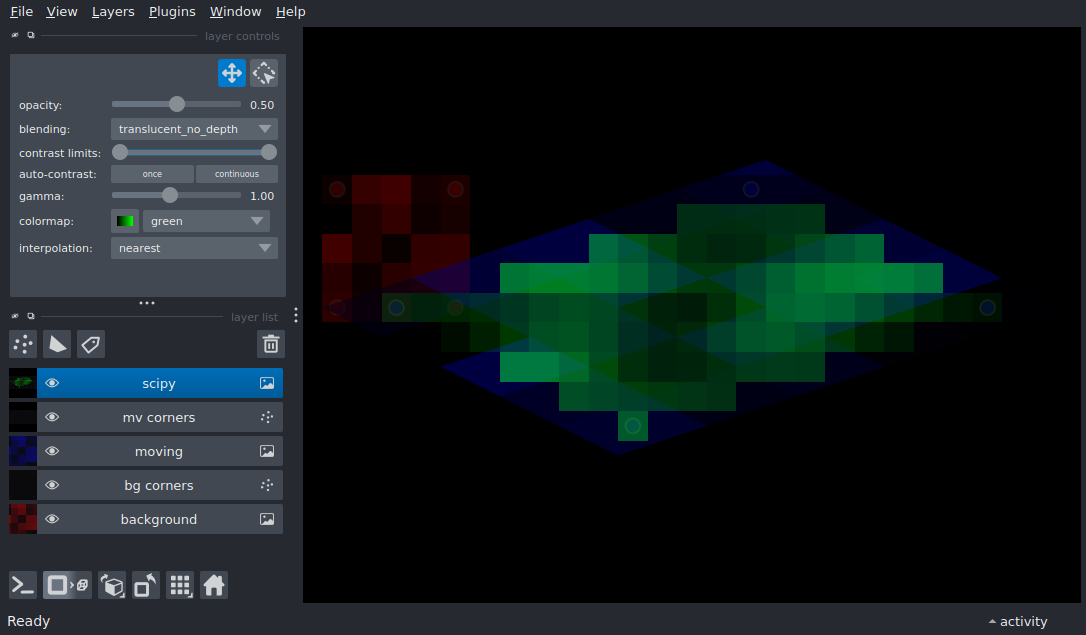 File View Layers Plugins Window Help
layer controls
opacity: 0.50
blending: translucent_no_depth
contrast limits:
auto-contrast: once continuous
gamma: 1.00
colormap: green
interpolation: nearest
layer list
scipy
mv corners
moving
bg corners
background
Ready
activity